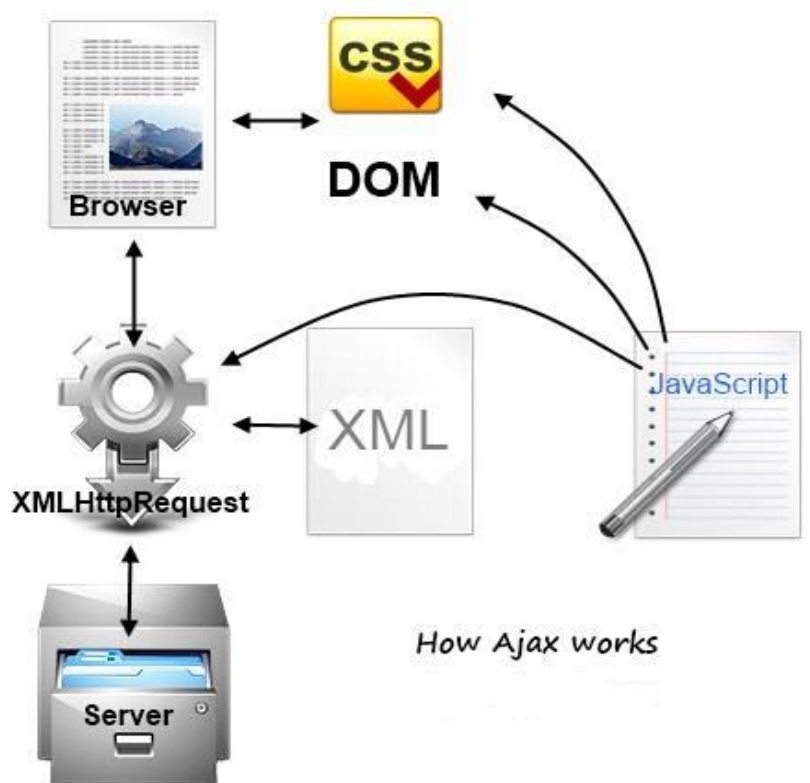 css
DOM
Browser
JavaScript
XML
XMLHttpRequest
How Ajax works
Server